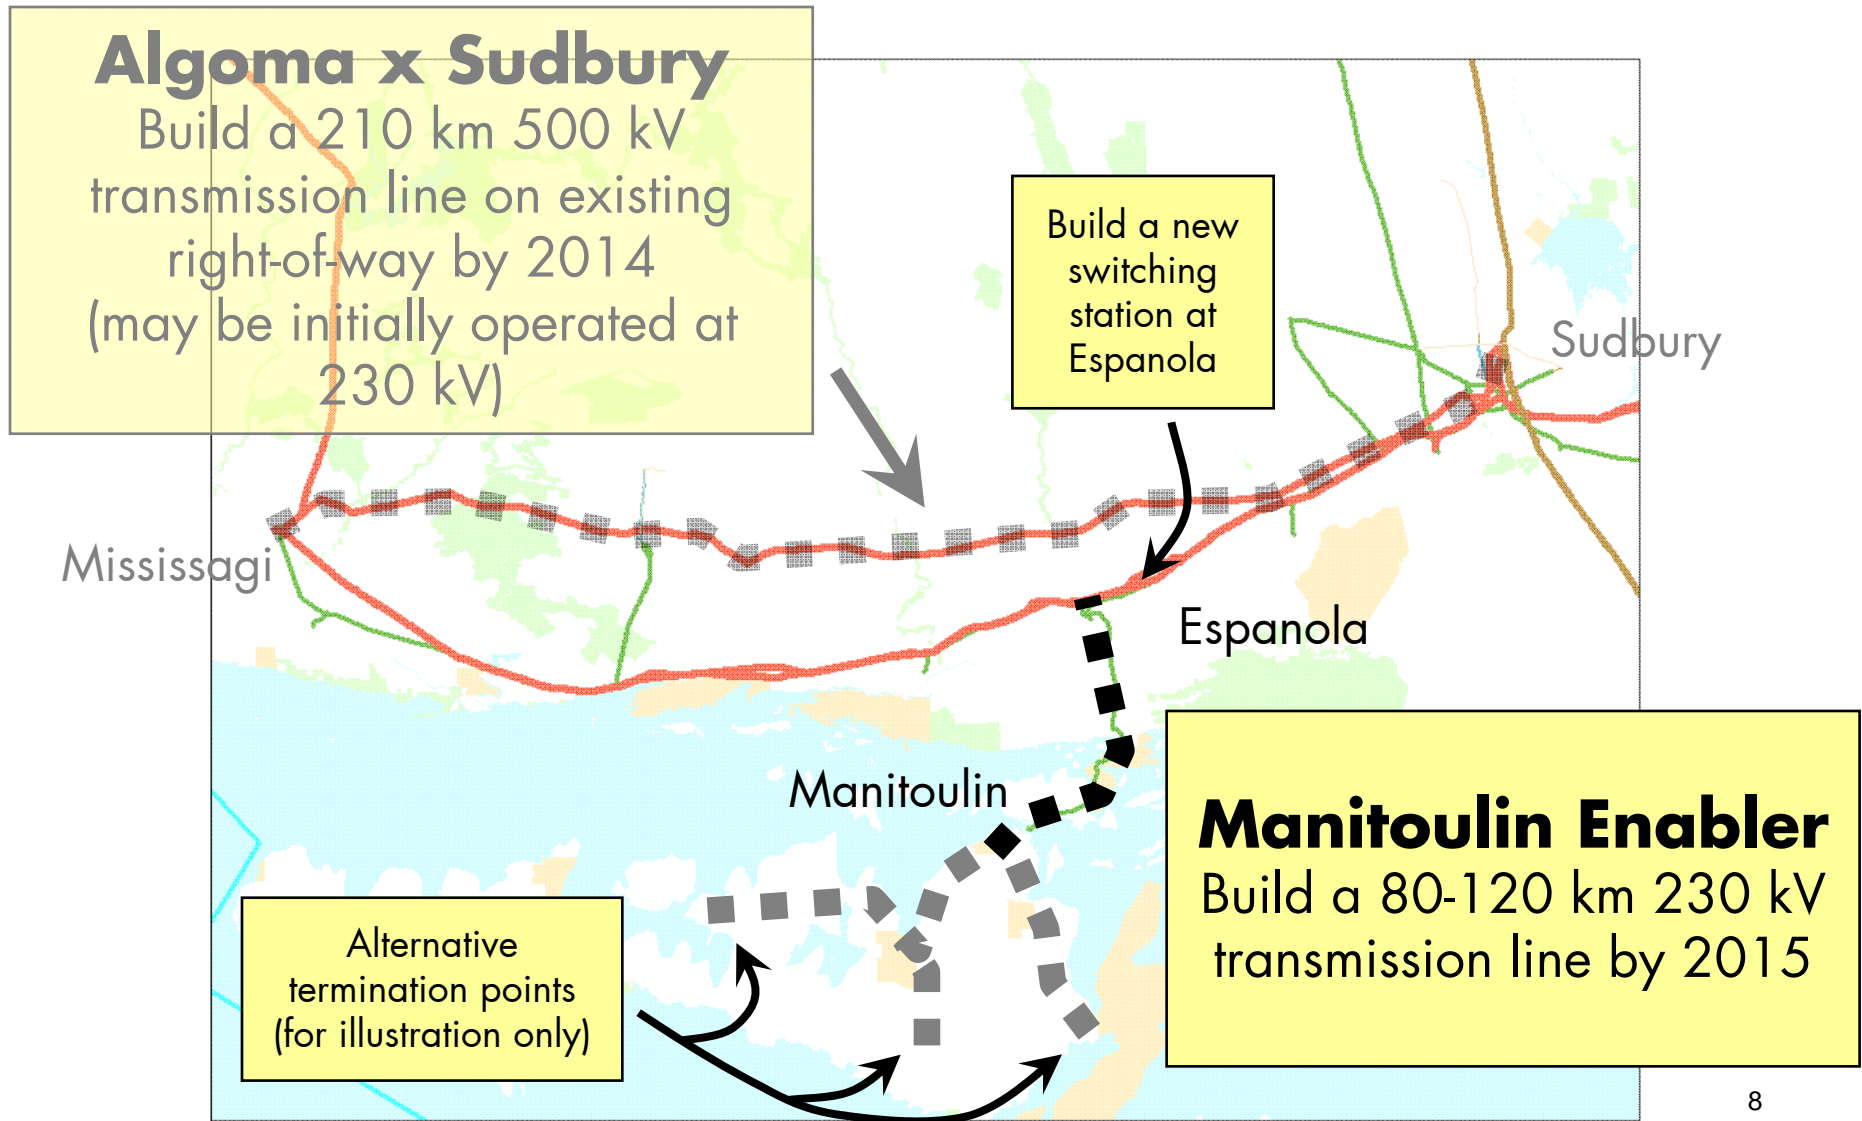 Algoma x Sudbury
Build a 210 km 500 kV
transmission line on existing
right-of-way by 2014
(may be initially operated at
230 kV)
Build a new
switching
station at
Espanola
Sudbury
Mississagi
Espanola
Manitoulin
Manitoulin Enabler
Build a 80-120 km 230 kV
transmission line by 2015
Alternative
termination points
(for illustration only)
8